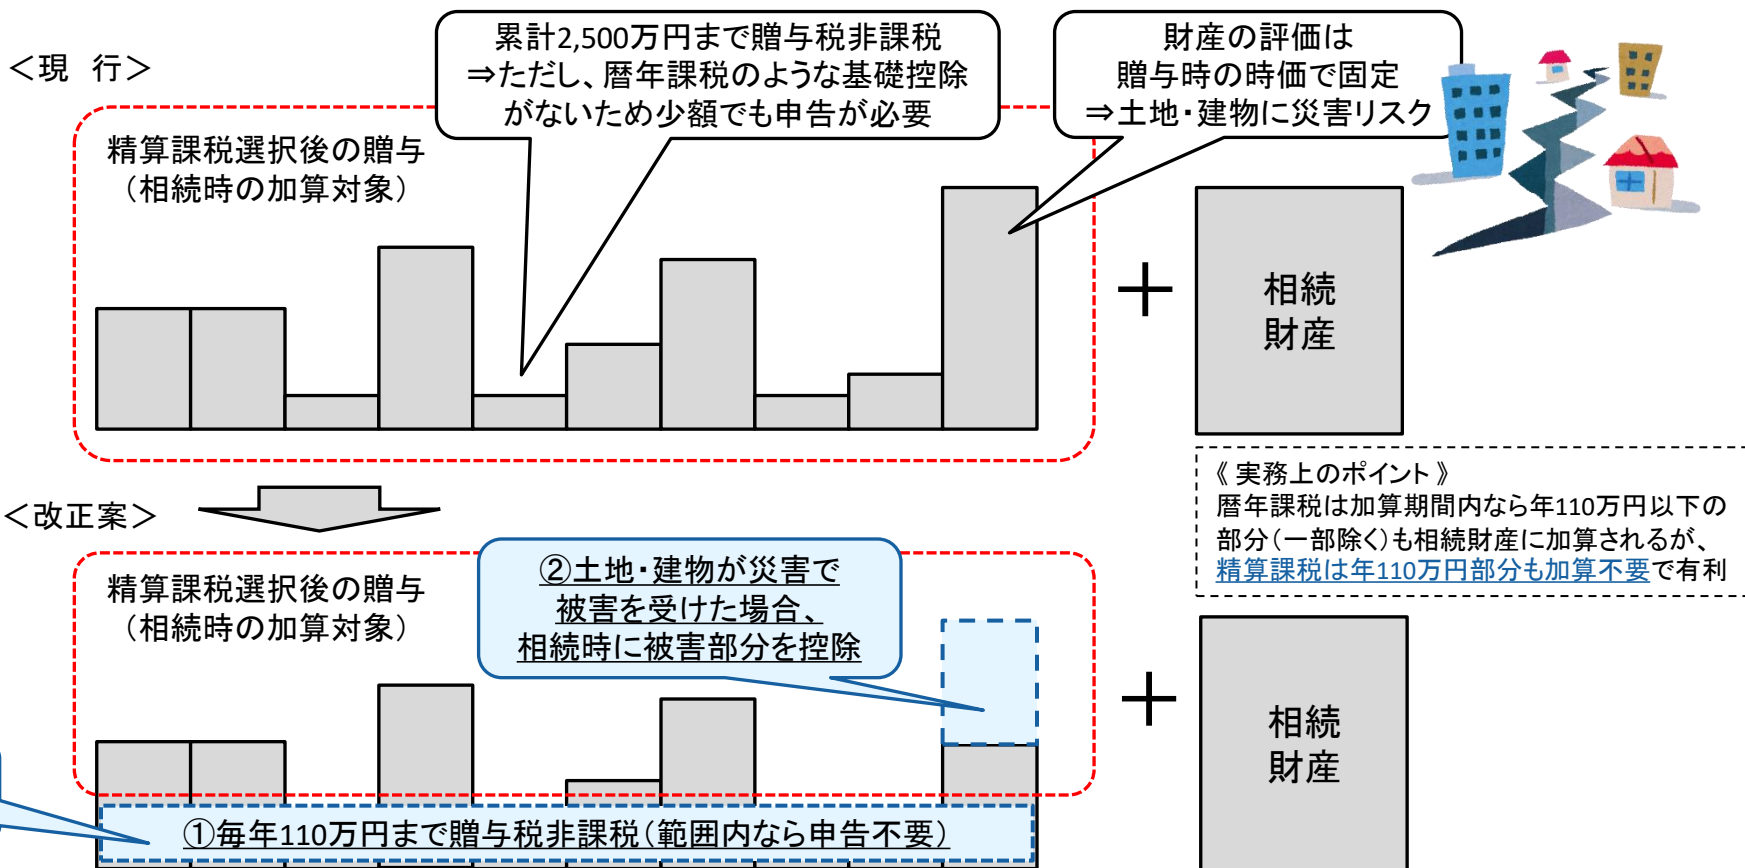 <現　行>
累計2,500万円まで贈与税非課税
⇒ただし、暦年課税のような基礎控除
がないため少額でも申告が必要
財産の評価は
贈与時の時価で固定
⇒土地・建物に災害リスク
精算課税選択後の贈与
（相続時の加算対象）
＋
相続
財産
《 実務上のポイント 》
暦年課税は加算期間内なら年110万円以下の
部分（一部除く）も相続財産に加算されるが、
精算課税は年110万円部分も加算不要で有利
<改正案>
精算課税選択後の贈与
（相続時の加算対象）
②土地・建物が災害で
被害を受けた場合、
相続時に被害部分を控除
＋
相続
財産
①毎年110万円まで贈与税非課税（範囲内なら申告不要）